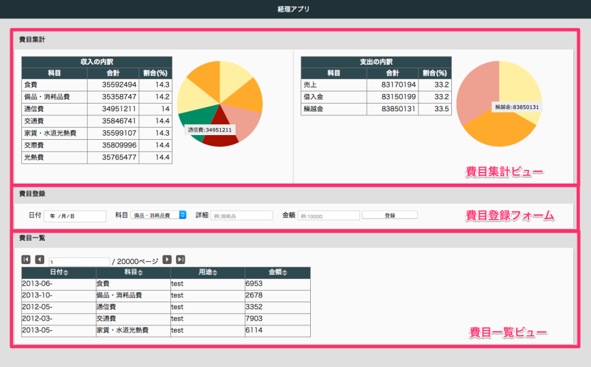 経理アプリ
費目集計
収入の内訳
科目 合計 割合(%)
食費 35592494 14.3
備品・消耗品費 35358747 14.2
通信費 34951211 14
交通費 35846741 14.4
家賃・水道光熱費 35599107 14.3
交際費 35809996 14.4
光熱費 35765477 14.4
通信費:34951211
支出の内訳
科目 合計 割合(%)
売上 83170194 33.2
借入金 83150199 33.2
繰越金 83850131 33.5
繰越金:83850131
費目集計ビュー
費目登録
日付 年 /月/日 科目 備品・消耗品費 詳細 例:消耗品 金額 例:10000 登録
費目登録フォーム
費目一覧
1 / 20000ページ
日付 科目 用途 金額
2013-06- 食費 test 6953
2013-10- 備品・消耗品費 test 2678
2012-05- 通信費 test 3352
2012-03- 交通費 test 7903
2013-05- 家賃・水道光熱費 test 6114
費目一覧ビュー